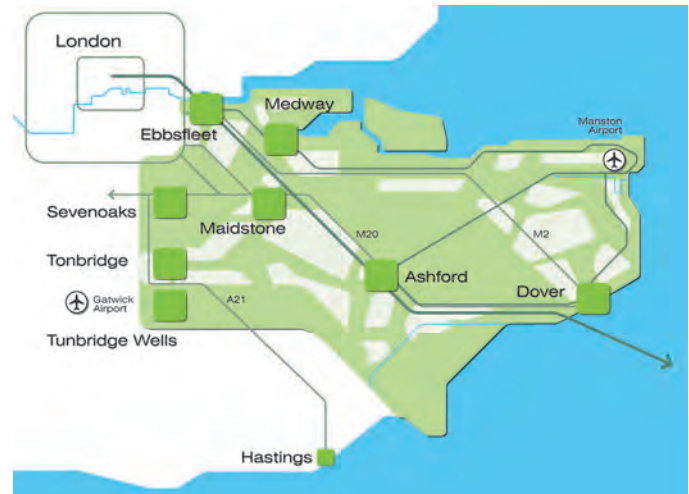 London
Medway
Ebbsfleet
Manston
Airport
Sevenoaks
Maidstone
M20
M2
Tonbridge
Ashford
Dover
Gatwick
Airport
A21
Tunbridge Wells
Hastings